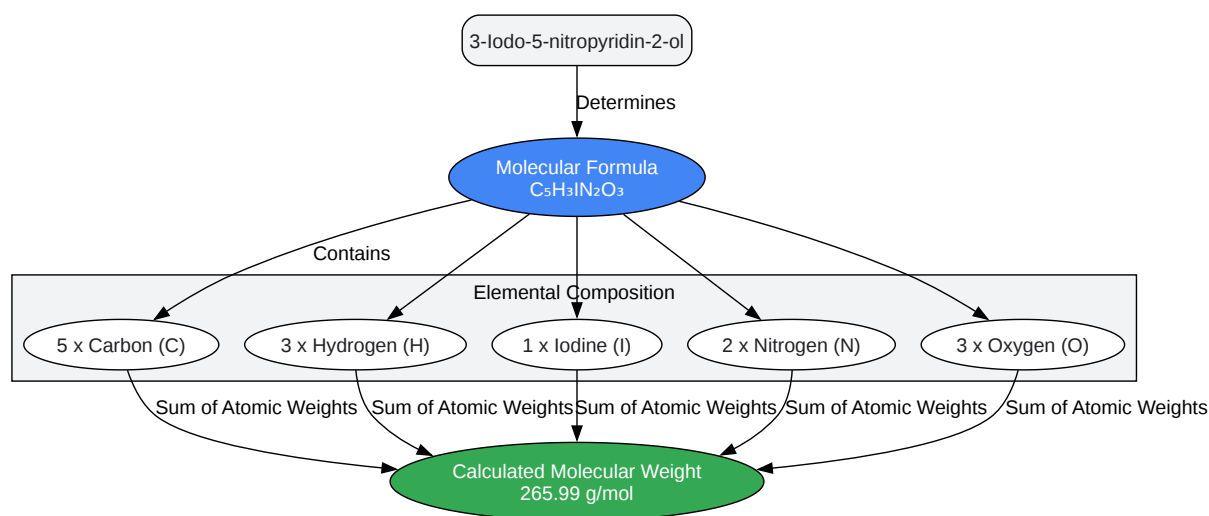 3-Iodo-5-nitropyridin-2-ol
Determines
Molecular Formula
C₅H₃IN₂O₃
Contains
Elemental Composition
5 x Carbon (C)
3 x Hydrogen (H)
1 x Iodine (I)
2 x Nitrogen (N)
3 x Oxygen (O)
Sum of Atomic Weights
Sum of Atomic Weights
Sum of Atomic Weights
Sum of Atomic Weights
Sum of Atomic Weights
Calculated Molecular Weight
265.99 g/mol